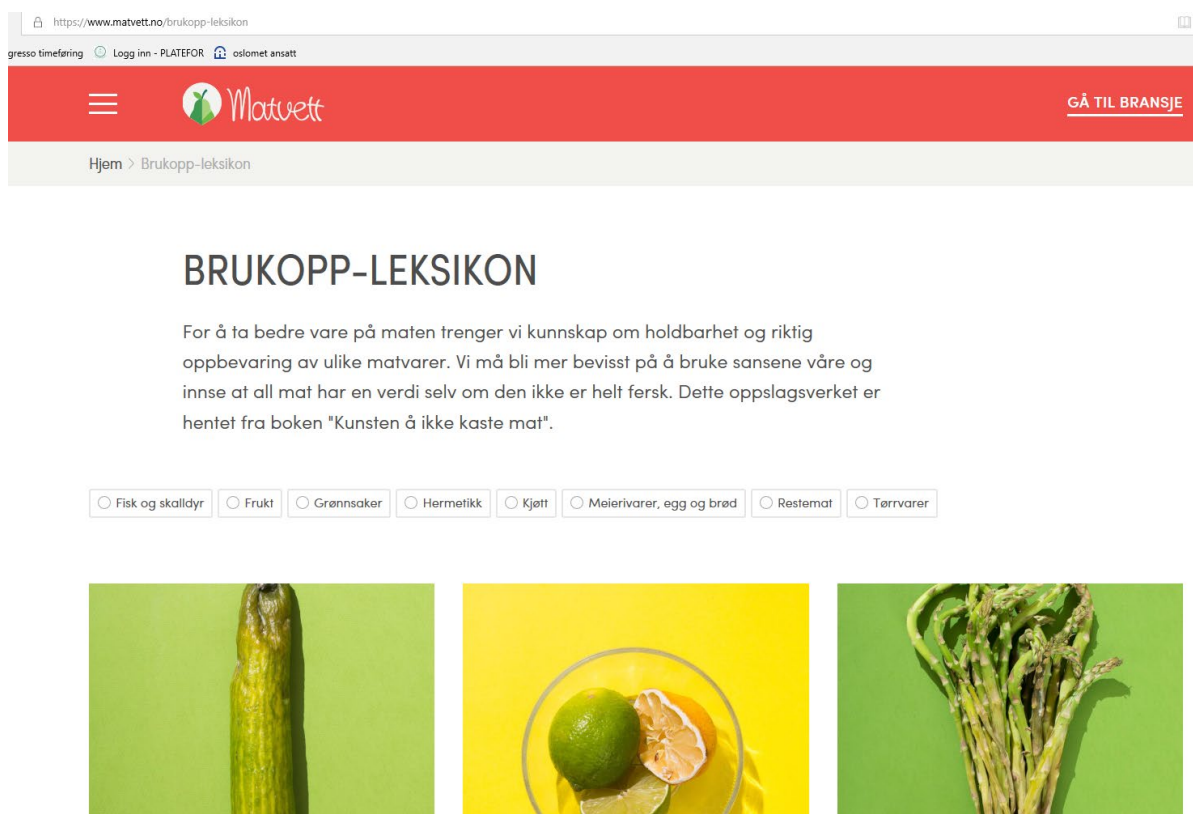 https://www.matvett.no/brukopp-leksikon
gresso timeføring Logg inn - PLATEFOR oslomet ansatt
Matvett GÅ TIL BRANSJE
Hjem > Brukopp-leksikon
BRUKOPP-LEKSIKON
For å ta bedre vare på maten trenger vi kunnskap om holdbarhet og riktig
oppbevaring av ulike matvarer. Vi må bli mer bevisst på å bruke sansene våre og
innse at all mat har en verdi selv om den ikke er helt fersk. Dette oppslagsverket er
hentet fra boken "Kunsten å ikke kaste mat".
Fisk og skalldyr Frukt Grønnsaker Hermetikk Kjøtt Meierivarer, egg og brød Restemat Tørrvarer